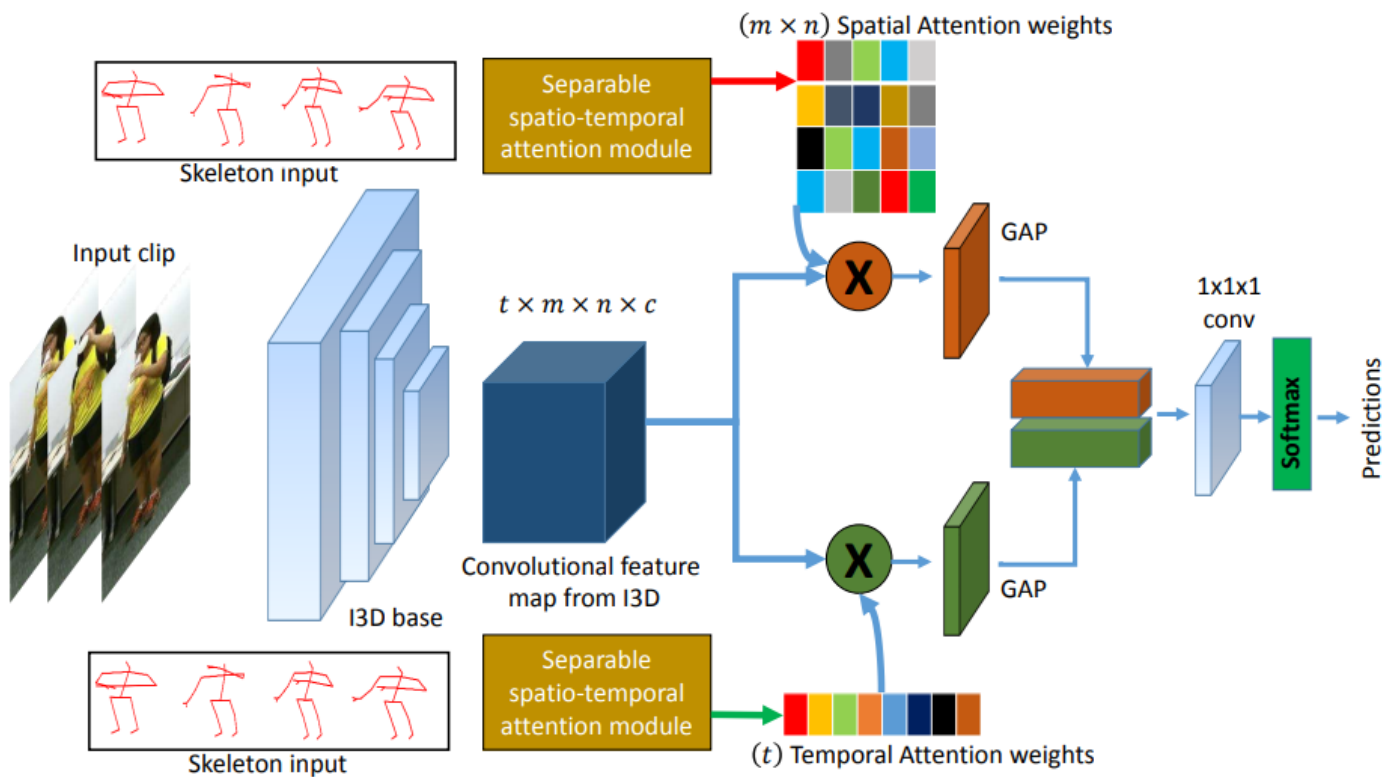 (m × n) Spatial Attention weights
Separable
spatio-temporal
attention module
Skeleton input
Input clip
t × m × n × c
X
GAP
1x1x1
conv
Softmax
Predictions
X
GAP
Convolutional feature
map from I3D
I3D base
Separable
spatio-temporal
attention module
Skeleton input
(t) Temporal Attention weights